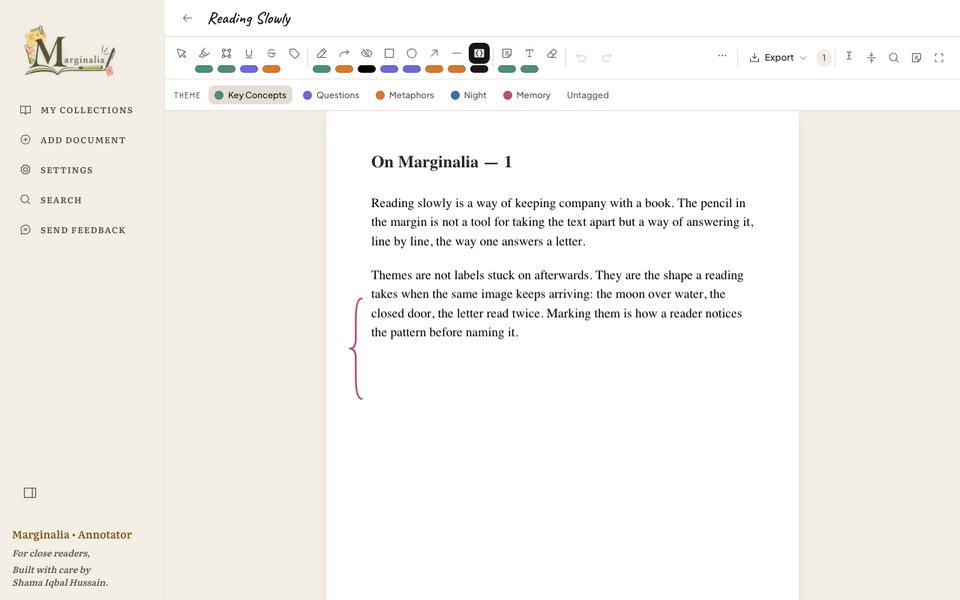 Marginalia
MY COLLECTIONS
ADD DOCUMENT
SETTINGS
SEARCH
SEND FEEDBACK
Marginalia • Annotator
For close readers,
Built with care by
Shama Iqbal Hussain.
Reading Slowly
Export
1
THEME
Key Concepts
Questions
Metaphors
Night
Memory
Untagged
On Marginalia — 1
Reading slowly is a way of keeping company with a book. The pencil in
the margin is not a tool for taking the text apart but a way of answering it,
line by line, the way one answers a letter.
Themes are not labels stuck on afterwards. They are the shape a reading
takes when the same image keeps arriving: the moon over water, the
closed door, the letter read twice. Marking them is how a reader notices
the pattern before naming it.